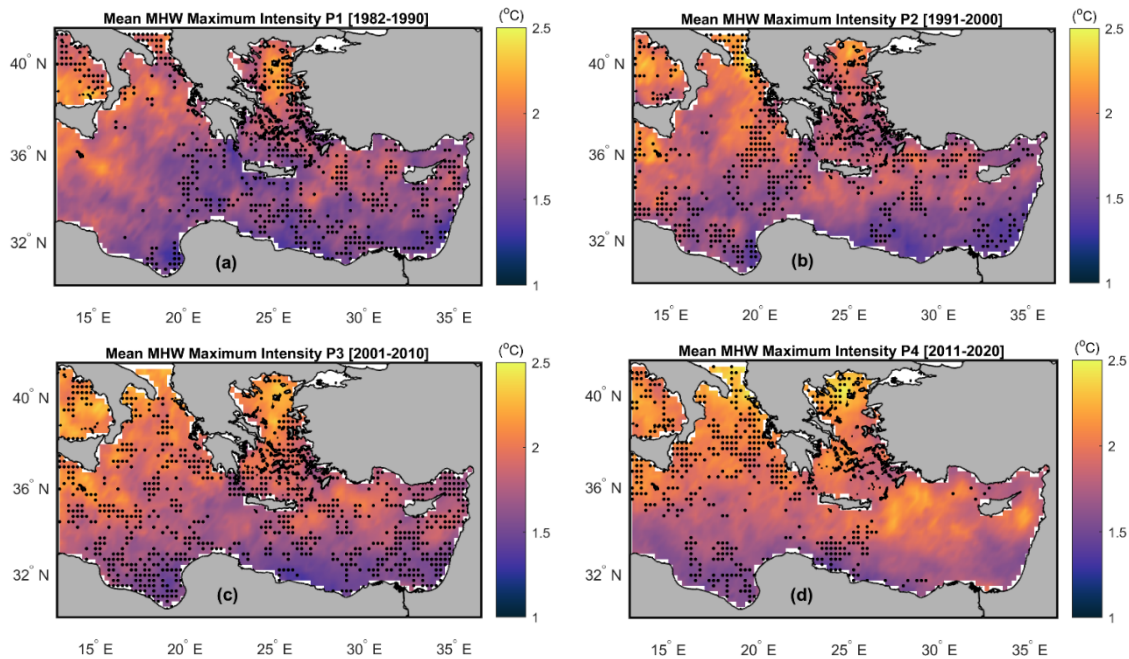 Mean MHW Maximum Intensity P1 [1982-1990]
(°C)
2.5
2
1.5
1
40° N
36° N
32° N
15° E
20° E
25° E
30° E
35° E
(a)
Mean MHW Maximum Intensity P2 [1991-2000]
(°C)
2.5
2
1.5
1
40° N
36° N
32° N
15° E
20° E
25° E
30° E
35° E
(b)
Mean MHW Maximum Intensity P3 [2001-2010]
(°C)
2.5
2
1.5
1
40° N
36° N
32° N
15° E
20° E
25° E
30° E
35° E
(c)
Mean MHW Maximum Intensity P4 [2011-2020]
(°C)
2.5
2
1.5
1
40° N
36° N
32° N
15° E
20° E
25° E
30° E
35° E
(d)